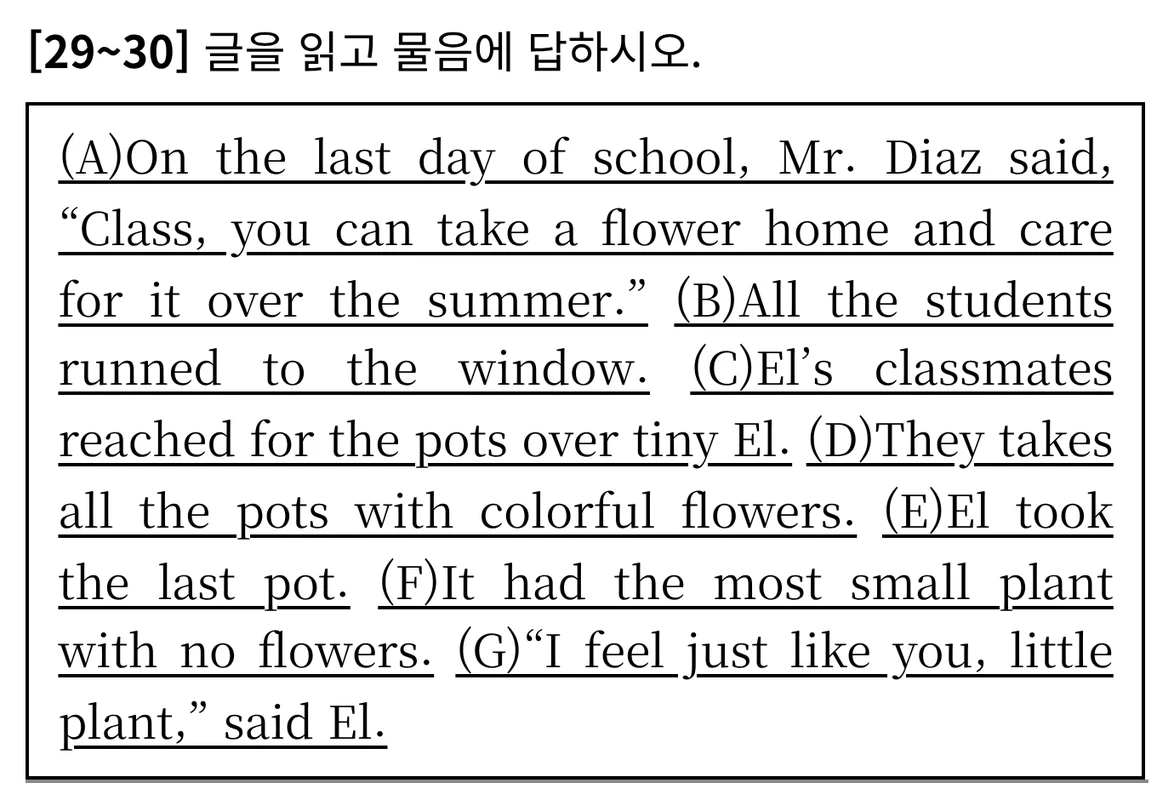 [29~30] 글을 읽고 물음에 답하시오.
(A)On the last day of school, Mr. Diaz said,
“Class, you can take a flower home and care
for it over the summer.” (B)All the students
runned to the window. (C)El’s classmates
reached for the pots over tiny El. (D)They takes
all the pots with colorful flowers. (E)El took
the last pot. (F)It had the most small plant
with no flowers. (G)“I feel just like you, little
plant,” said El.